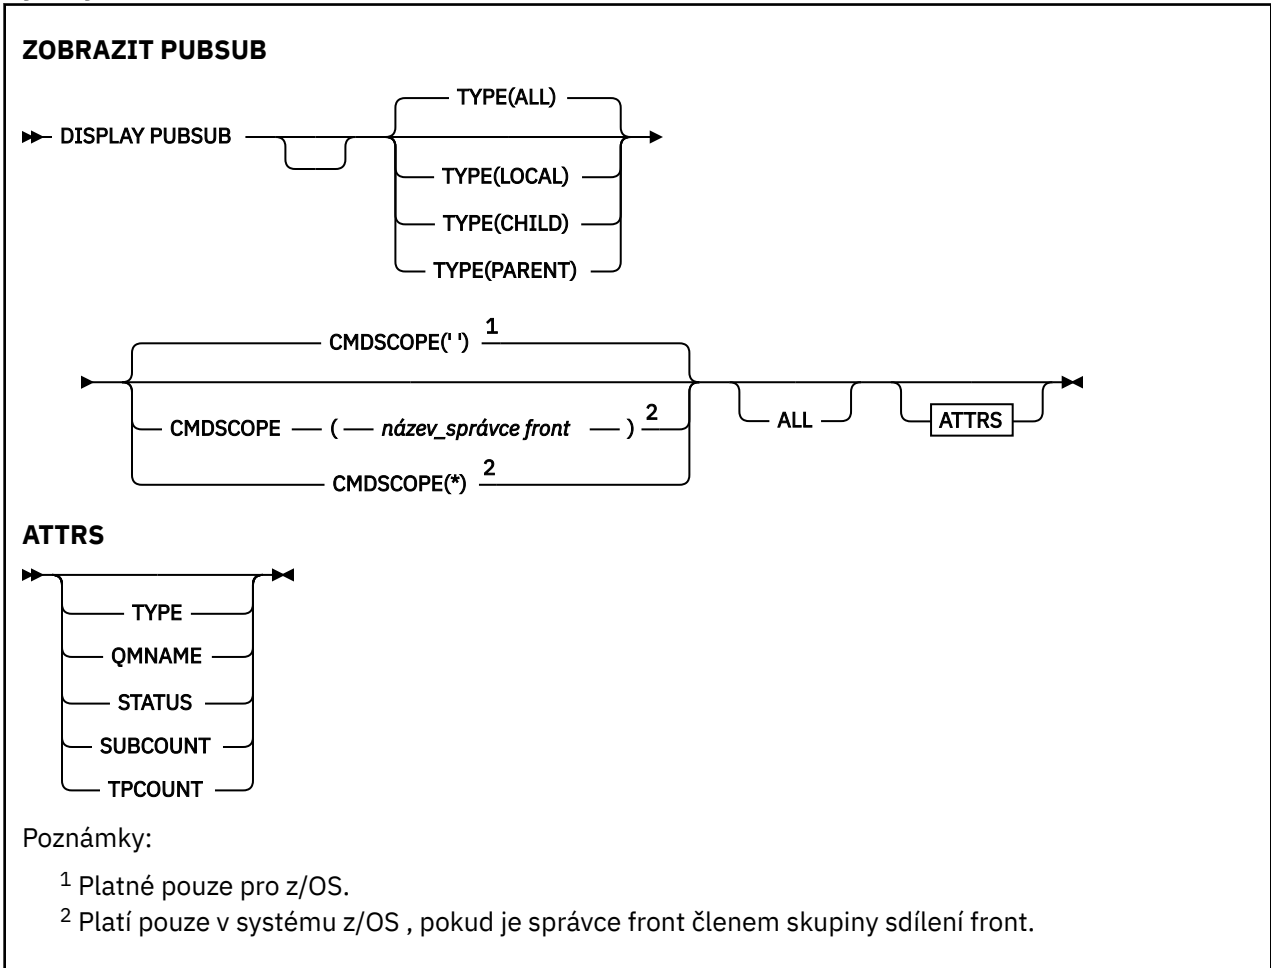 ZOBRAZIT PUBSUB
TYPE(ALL)
DISPLAY PUBSUB
TYPE(LOCAL)
TYPE(CHILD)
TYPE(PARENT)
CMDSCOPE(' ') 1
CMDSCOPE ( název_správce front ) 2
ALL
ATTRS
CMDSCOPE(*) 2
ATTRS
TYPE
QMNAME
STATUS
SUBCOUNT
TPCOUNT
Poznámky:
1 Platné pouze pro z/OS.
2 Platí pouze v systému z/OS , pokud je správce front členem skupiny sdílení front.